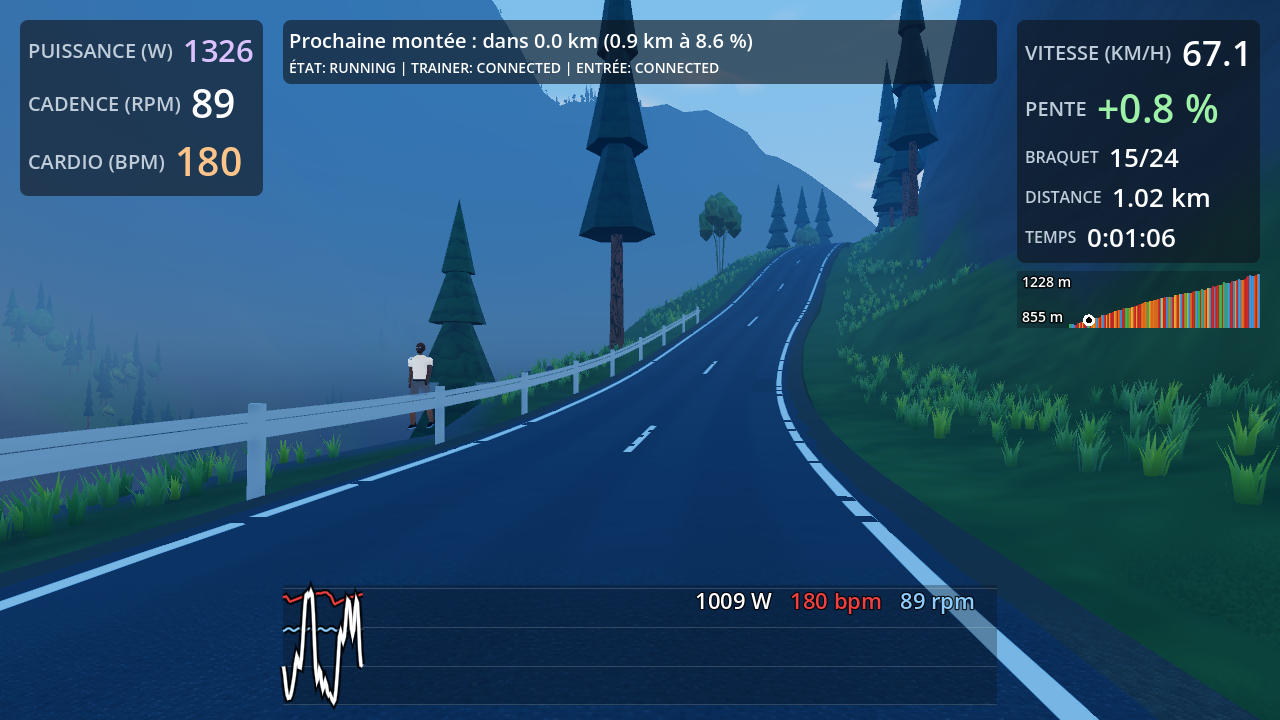 PUISSANCE (W) 1326
CADENCE (RPM) 89
CARDIO (BPM) 180
Prochaine montée : dans 0.0 km (0.9 km à 8.6 %)
ÉTAT: RUNNING | TRAINER: CONNECTED | ENTRÉE: CONNECTED
VITESSE (KM/H) 67.1
PENTE +0.8 %
BRAQUET 15/24
DISTANCE 1.02 km
TEMPS 0:01:06
1228 m
855 m
1009 W 180 bpm 89 rpm